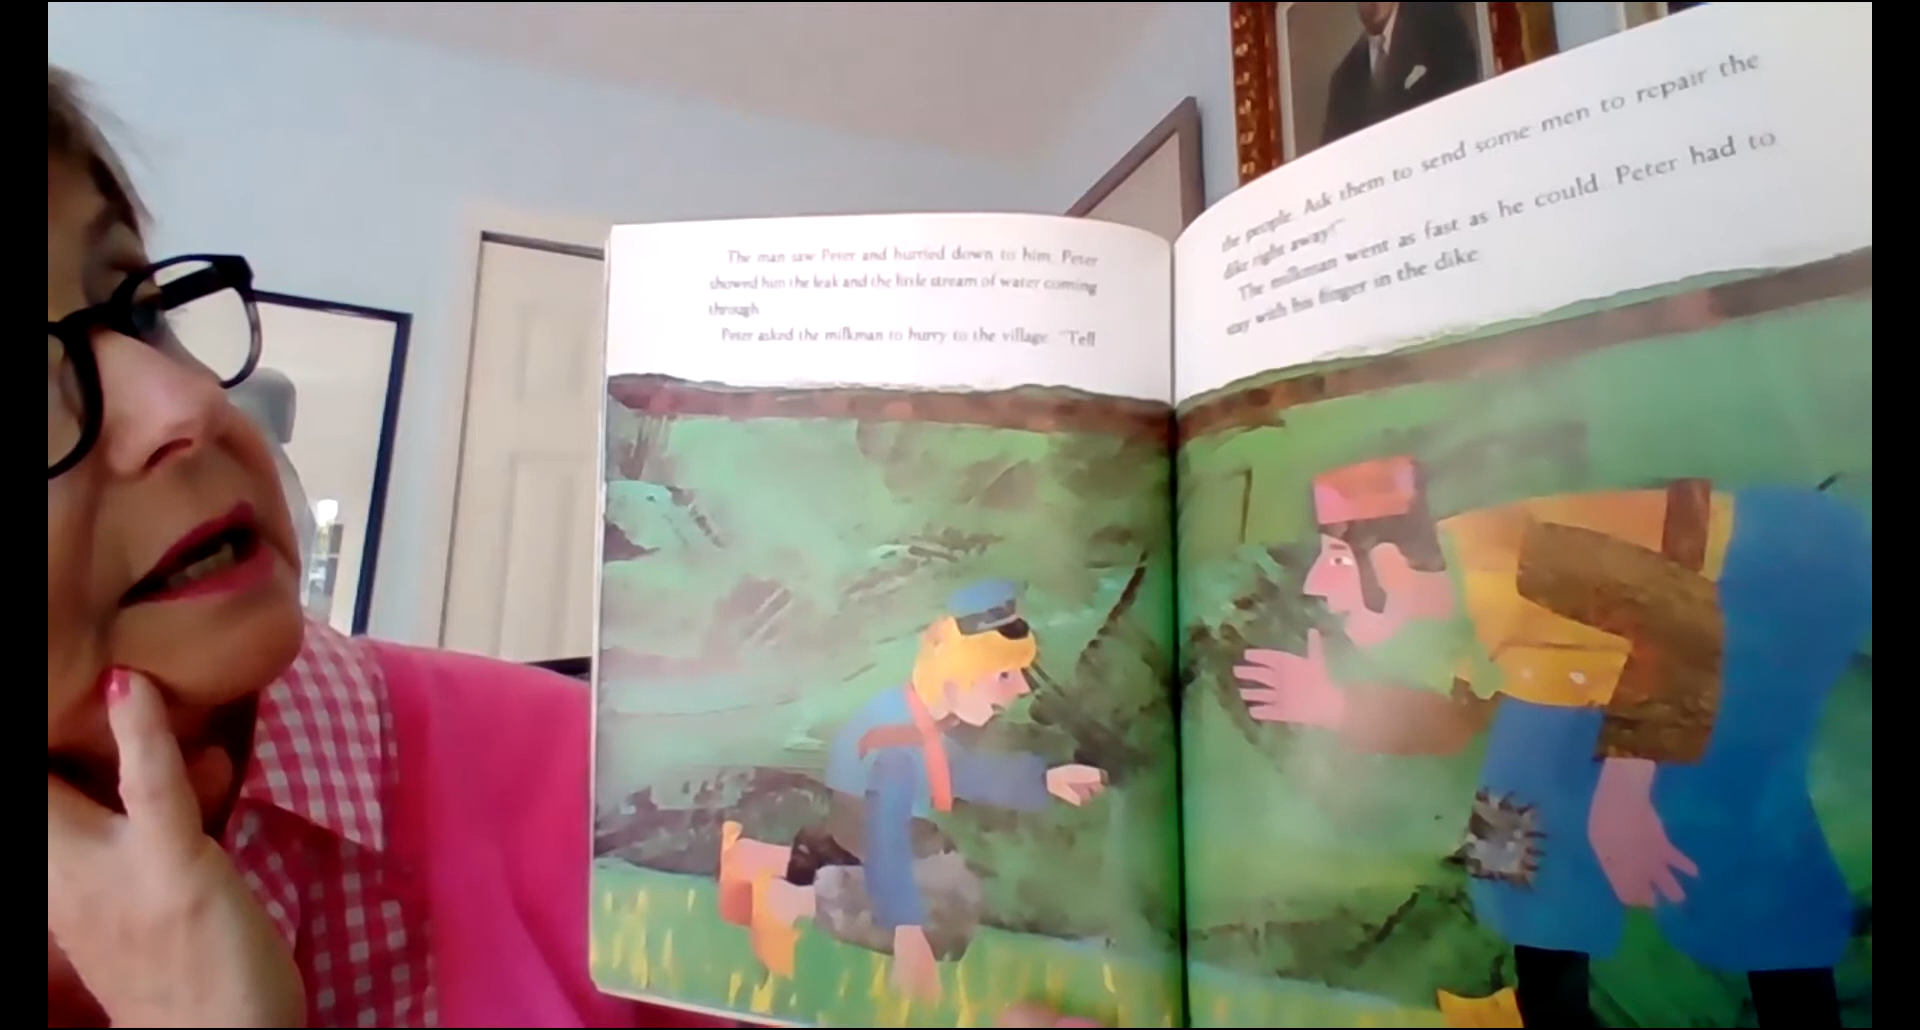 The man saw Peter and hurried down to him. Peter
showed him the leak and the little stream of water coming
through.
Peter asked the milkman to hurry to the village. "Tell
the people. Ask them to send some men to repair the
dike right away!"
The milkman went as fast as he could. Peter had to
stay with his finger in the dike.